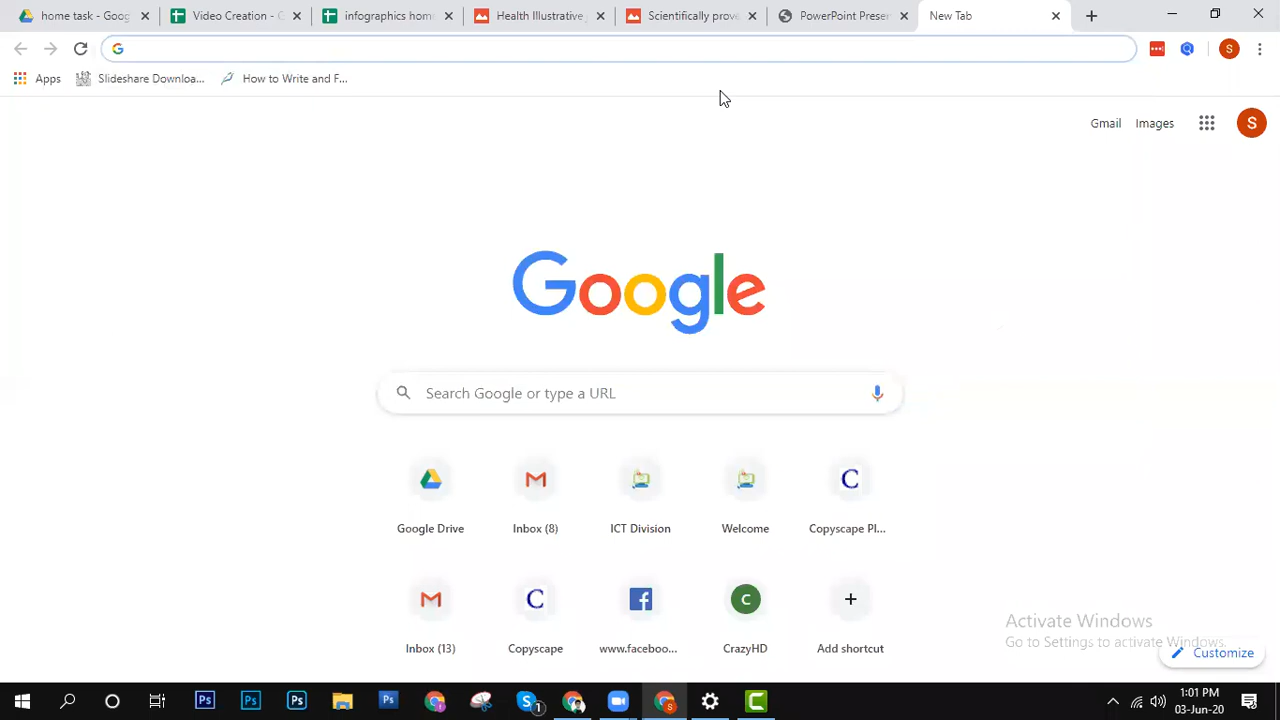 home task - Goog
Video Creation - C
infographics hom
Health Illustrative
Scientifically prov
PowerPoint Pres
New Tab
Apps
Slideshare Downloa...
How to Write and F...
S
Gmail
Images
S
Google
Search Google or type a URL
C
Google Drive
Inbox (8)
ICT Division
Welcome
Copyscape Pl...
C
C
Inbox (13)
Copyscape
www.faceboo...
CrazyHD
Add shortcut
Activate Windows
Go to Settings to activate Windows.
Customize
1:01 PM
03-Jun-20